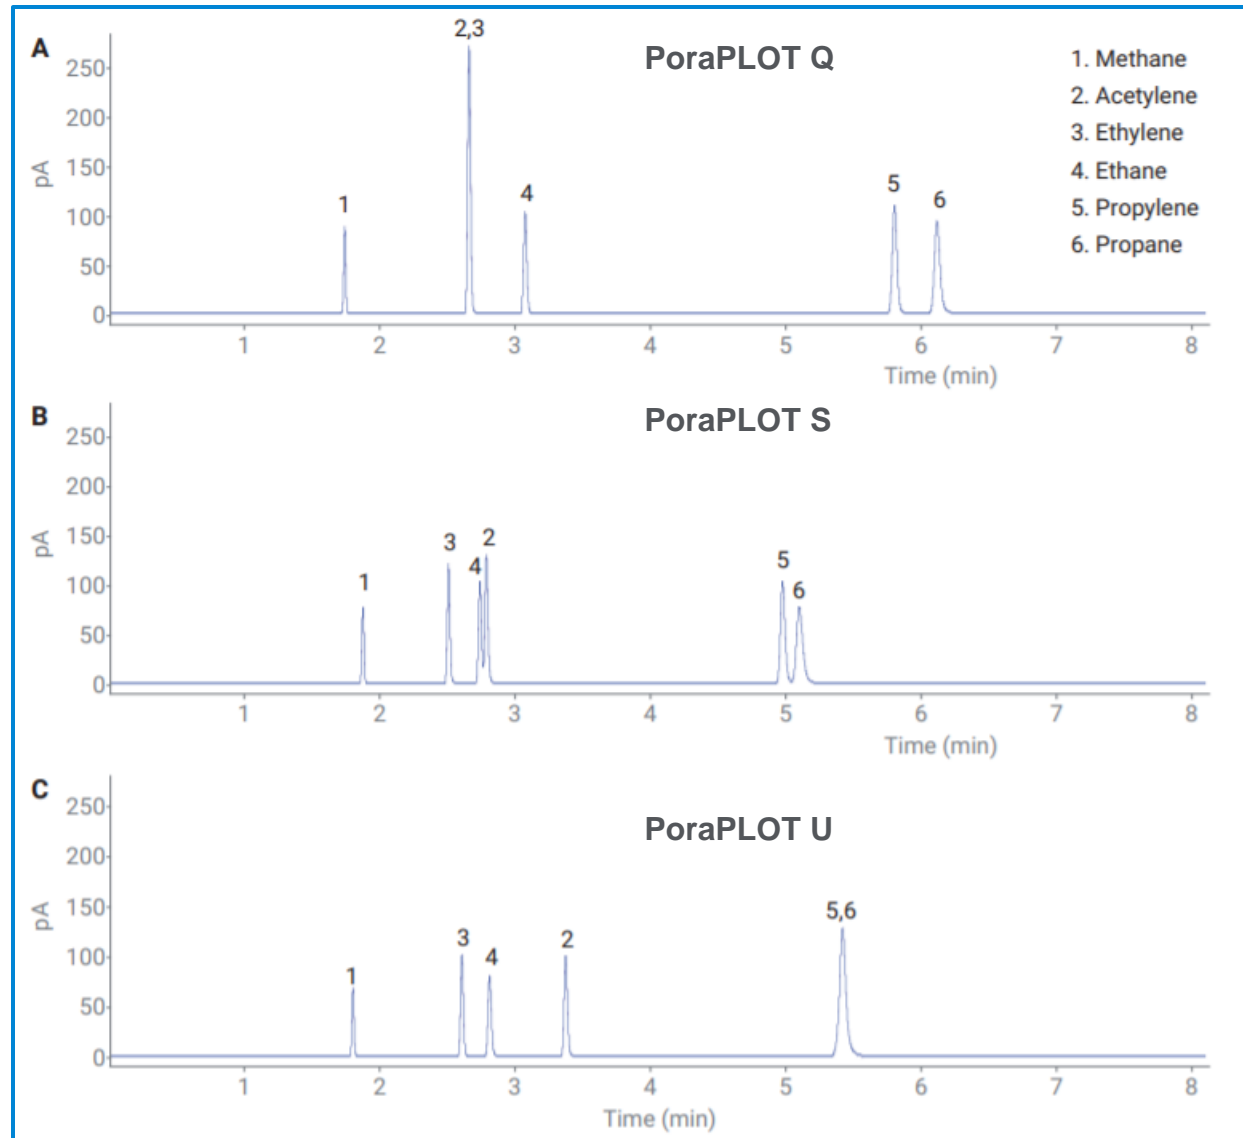 A
PoraPLOT Q
2,3
1
4
5
6
1. Methane
2. Acetylene
3. Ethylene
4. Ethane
5. Propylene
6. Propane
pA
250
200
150
100
50
0
1 2 3 4 5 6 7 8
Time (min)
B
PoraPLOT S
1
3
4
2
5
6
pA
250
200
150
100
50
0
1 2 3 4 5 6 7 8
Time (min)
C
PoraPLOT U
1
3
4
2
5,6
pA
250
200
150
100
50
0
1 2 3 4 5 6 7 8
Time (min)